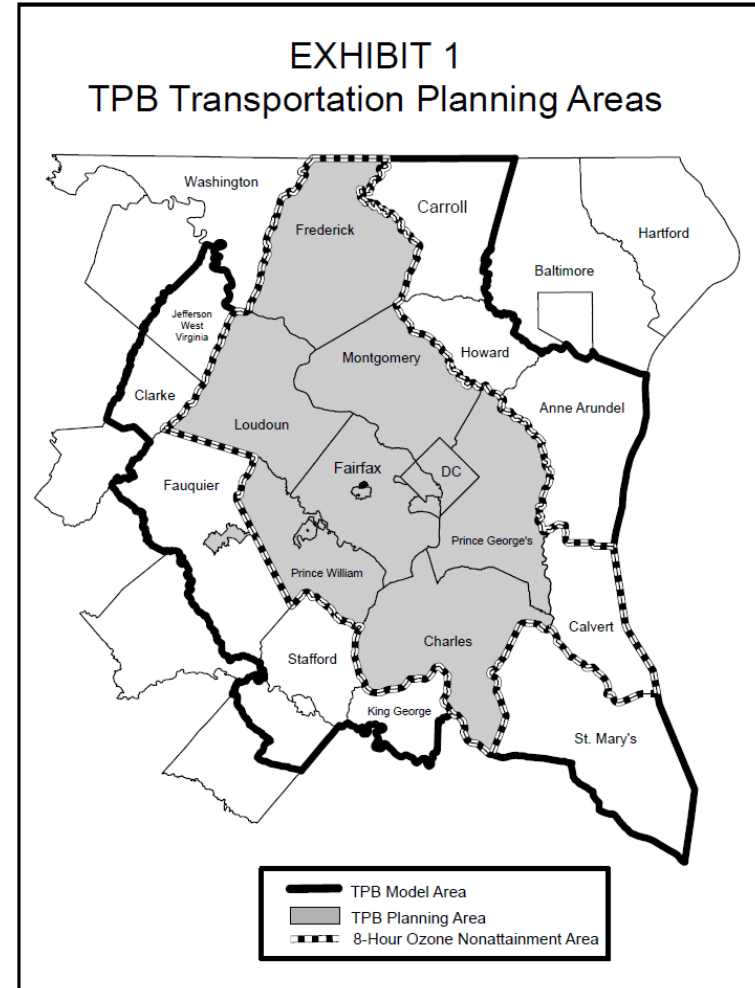 EXHIBIT 1
TPB Transportation Planning Areas
Washington
Carroll
Frederick
Hartford
Baltimore
Jefferson
West
Virginia
Howard
Montgomery
Clarke
Anne Arundel
Loudoun
Fairfax
DC
Fauquier
Prince George's
Prince William
Calvert
Charles
Stafford
King George
St. Mary's
TPB Model Area
TPB Planning Area
8-Hour Ozone Nonattainment Area